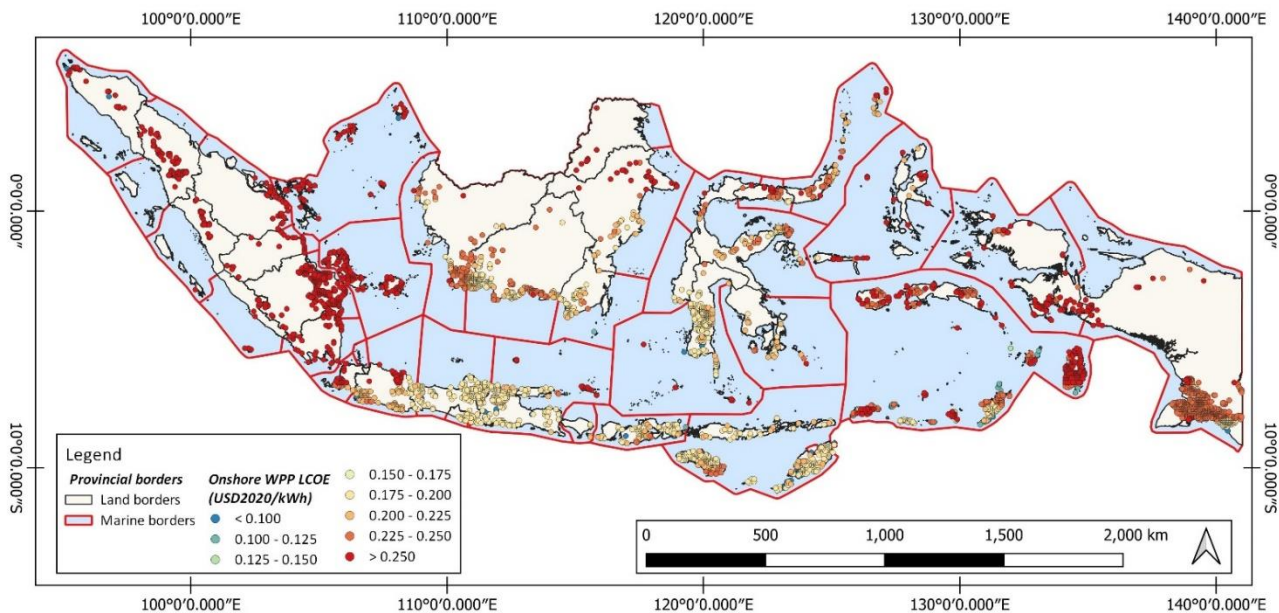 100°0'0.000"E 110°0'0.000"E 120°0'0.000"E 130°0'0.000"E 140°0'0.000"E
0°0'0.000"
0°0'0.000"
10°0'0.000"S
10°0'0.000"S
Legend
Provincial borders
Land borders
Marine borders
Onshore WPP LCOE
(USD2020/kWh)
< 0.100
0.100 - 0.125
0.125 - 0.150
0.150 - 0.175
0.175 - 0.200
0.200 - 0.225
0.225 - 0.250
> 0.250
0 500 1,000 1,500 2,000 km
100°0'0.000"E 110°0'0.000"E 120°0'0.000"E 130°0'0.000"E 140°0'0.000"E